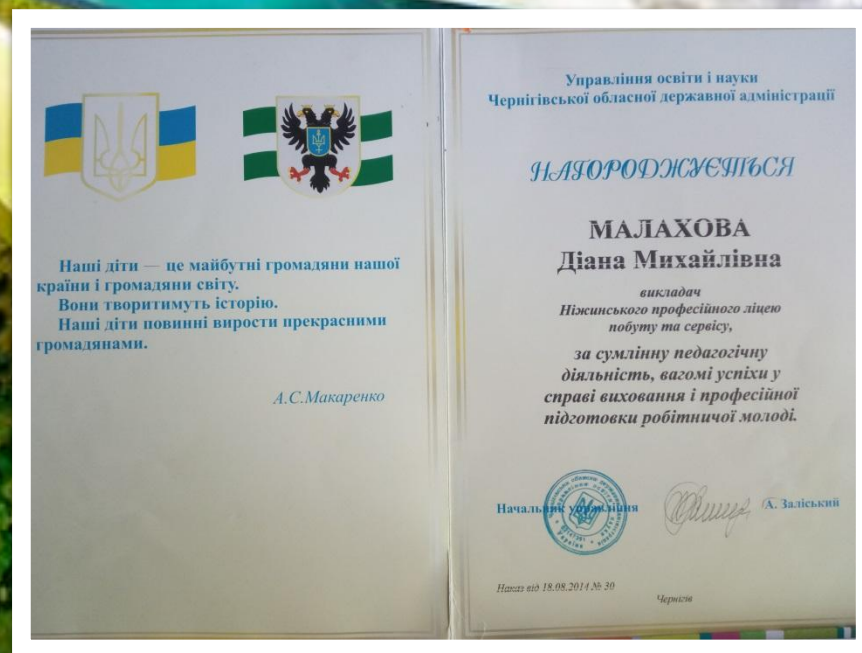 Наші діти — це майбутні громадяни нашої
країни і громадяни світу.
Вони творитимуть історію.
Наші діти повинні вирости прекрасними
громадянами.
А.С.Макаренко
Управління освіти і науки
Чернігівської обласної державної адміністрації
НАГОРОДЖУЄТЬСЯ
МАЛАХОВА
Діана Михайлівна
викладач
Ніжинського професійного ліцею
побуту та сервісу,
за сумлінну педагогічну
діяльність, вагомі успіхи у
справі виховання і професійної
підготовки робітничої молоді.
Начальник управління
А. Заліський
Наказ від 18.08.2014 № 30
Чернігів